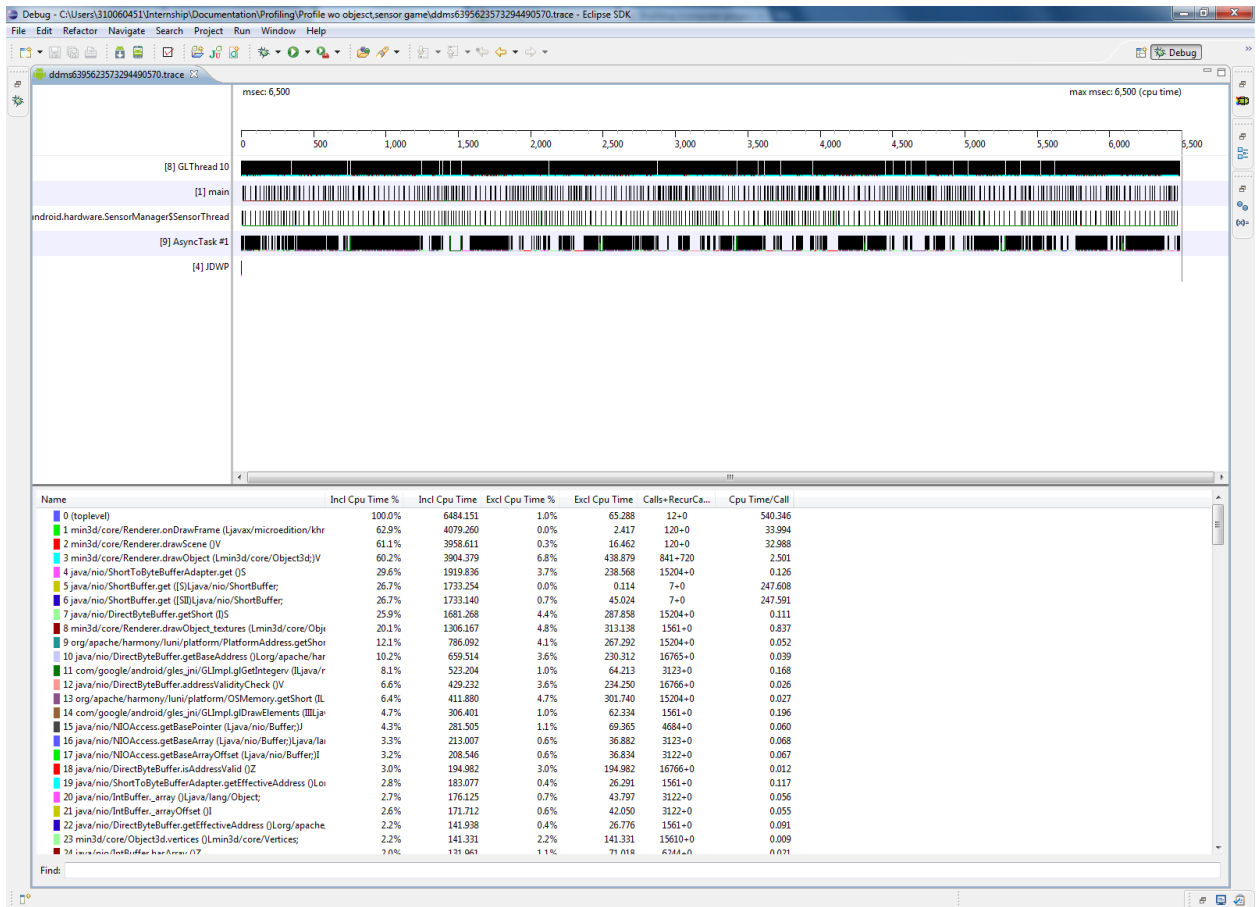 Debug - C:\Users\310060451\Internship\Documentation\Profiling\Profile wo objesct,sensor game\ddms6395623573294490570.trace - Eclipse SDK
File Edit Refactor Navigate Search Project Run Window Help
Debug
ddms6395623573294490570.trace
msec: 6,500 max msec: 6,500 (cpu time)
0 500 1,000 1,500 2,000 2,500 3,000 3,500 4,000 4,500 5,000 5,500 6,000 6,500
[8] GLThread 10
[1] main
ndroid.hardware.SensorManager$SensorThread
[9] AsyncTask #1
[4] JDWP
Name Incl Cpu Time % Incl Cpu Time Excl Cpu Time % Excl Cpu Time Calls+RecurCa... Cpu Time/Call
0 (toplevel) 100.0% 6484.151 1.0% 65.288 12+0 540.346
1 min3d/core/Renderer.onDrawFrame (Ljavax/microedition/khr 62.9% 4079.260 0.0% 2.417 120+0 33.994
2 min3d/core/Renderer.drawScene ()V 61.1% 3958.611 0.3% 16.462 120+0 32.988
3 min3d/core/Renderer.drawObject (Lmin3d/core/Object3d;)V 60.2% 3904.379 6.8% 438.879 841+720 2.501
4 java/nio/ShortToByteBufferAdapter.get ()S 29.6% 1919.836 3.7% 238.568 15204+0 0.126
5 java/nio/ShortBuffer.get ([S)Ljava/nio/ShortBuffer; 26.7% 1733.254 0.0% 0.114 7+0 247.608
6 java/nio/ShortBuffer.get ([SII)Ljava/nio/ShortBuffer; 26.7% 1733.140 0.7% 45.024 7+0 247.591
7 java/nio/DirectByteBuffer.getShort (I)S 25.9% 1681.268 4.4% 287.858 15204+0 0.111
8 min3d/core/Renderer.drawObject_textures (Lmin3d/core/Obje 20.1% 1306.167 4.8% 313.138 1561+0 0.837
9 org/apache/harmony/luni/platform/PlatformAddress.getShor 12.1% 786.092 4.1% 267.292 15204+0 0.052
10 java/nio/DirectByteBuffer.getBaseAddress ()Lorg/apache/har 10.2% 659.514 3.6% 230.312 16765+0 0.039
11 com/google/android/gles_jni/GLImpl.glGetIntegerv (ILjava/r 8.1% 523.204 1.0% 64.213 3123+0 0.168
12 java/nio/DirectByteBuffer.addressValidityCheck ()V 6.6% 429.232 3.6% 234.250 16766+0 0.026
13 org/apache/harmony/luni/platform/OSMemory.getShort (IL 6.4% 411.880 4.7% 301.740 15204+0 0.027
14 com/google/android/gles_jni/GLImpl.glDrawElements (IIILja 4.7% 306.401 1.0% 62.334 1561+0 0.196
15 java/nio/NIOAccess.getBasePointer (Ljava/nio/Buffer;)J 4.3% 281.505 1.1% 69.365 4684+0 0.060
16 java/nio/NIOAccess.getBaseArray (Ljava/nio/Buffer;)Ljava/la 3.3% 213.007 0.6% 36.882 3123+0 0.068
17 java/nio/NIOAccess.getBaseArrayOffset (Ljava/nio/Buffer;)I 3.2% 208.546 0.6% 36.834 3122+0 0.067
18 java/nio/DirectByteBuffer.isAddressValid ()Z 3.0% 194.982 3.0% 194.982 16766+0 0.012
19 java/nio/ShortToByteBufferAdapter.getEffectiveAddress ()Lo 2.8% 183.077 0.4% 26.291 1561+0 0.117
20 java/nio/IntBuffer._array ()Ljava/lang/Object; 2.7% 176.125 0.7% 43.797 3122+0 0.056
21 java/nio/IntBuffer._arrayOffset ()I 2.6% 171.712 0.6% 42.050 3122+0 0.055
22 java/nio/DirectByteBuffer.getEffectiveAddress ()Lorg/apache, 2.2% 141.938 0.4% 26.776 1561+0 0.091
23 min3d/core/Object3d.vertices ()Lmin3d/core/Vertices; 2.2% 141.331 2.2% 141.331 15610+0 0.009
24 java/nio/IntBuffer.hasArray ()Z 2.0% 131.961 1.1% 71.018 6244+0 0.021
Find: